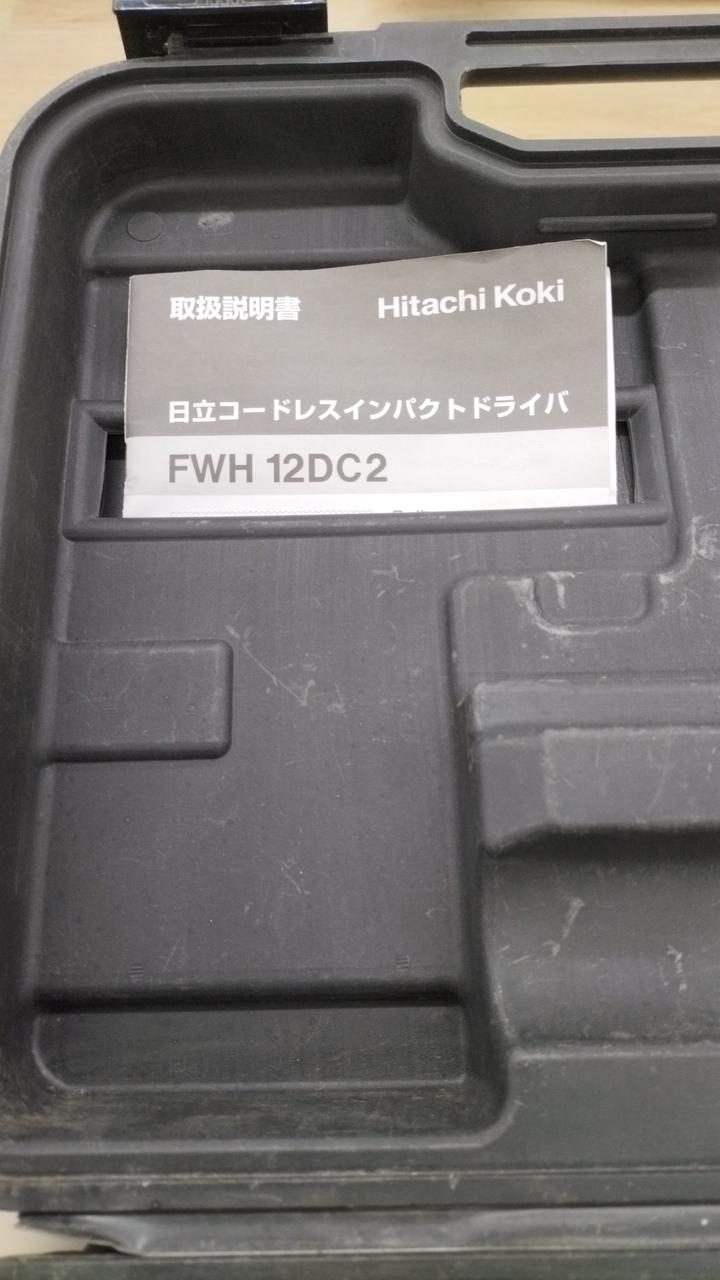 取扱説明書 Hitachi Koki
日立コードレスインパクトドライバ
FWH 12DC2